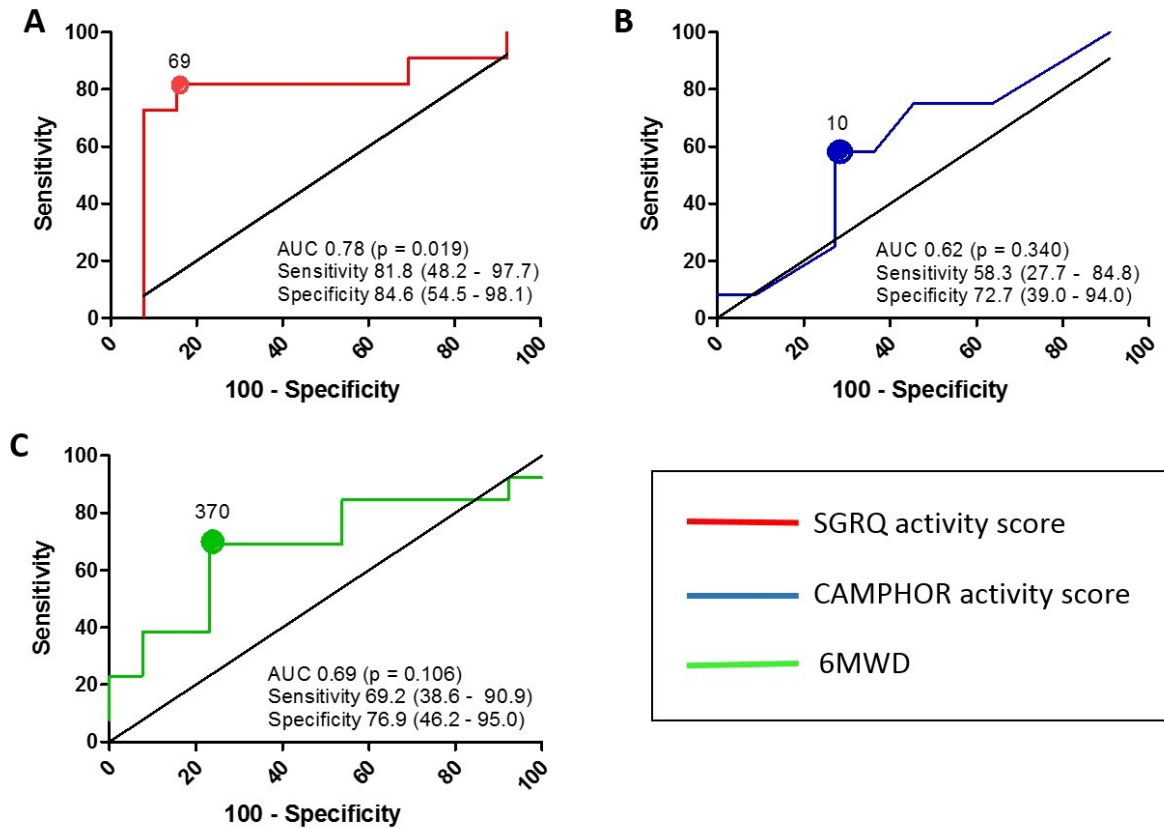 A
100
80
60
40
20
0
Sensitivity
69
AUC 0.78 (p = 0.019)
Sensitivity 81.8 (48.2 - 97.7)
Specificity 84.6 (54.5 - 98.1)
0
20
40
60
80
100
100 - Specificity
B
100
80
60
40
20
0
Sensitivity
10
AUC 0.62 (p = 0.340)
Sensitivity 58.3 (27.7 - 84.8)
Specificity 72.7 (39.0 - 94.0)
0
20
40
60
80
100
100 - Specificity
C
100
80
60
40
20
0
Sensitivity
370
AUC 0.69 (p = 0.106)
Sensitivity 69.2 (38.6 - 90.9)
Specificity 76.9 (46.2 - 95.0)
0
20
40
60
80
100
100 - Specificity
SGRQ activity score
CAMPHOR activity score
6MWD